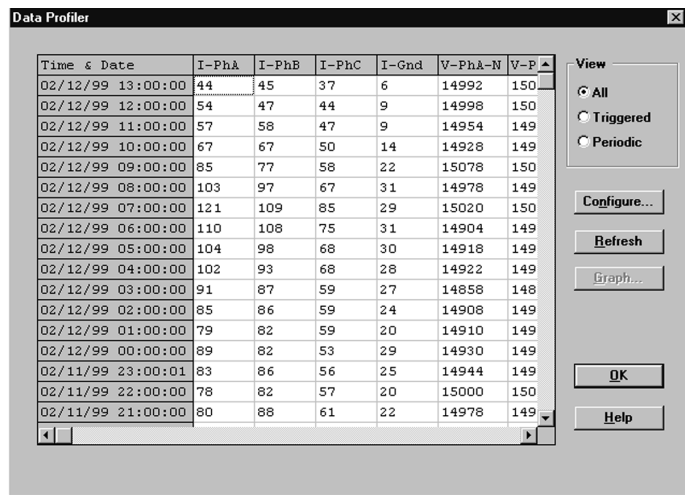 Data Profiler
Time & Date I-PhA I-PhB I-PhC I-Gnd V-PhA-N V-P
02/12/99 13:00:00 44 45 37 6 14992 150
02/12/99 12:00:00 54 47 44 9 14998 150
02/12/99 11:00:00 57 58 47 9 14954 149
02/12/99 10:00:00 67 67 50 14 14928 149
02/12/99 09:00:00 85 77 58 22 15078 150
02/12/99 08:00:00 103 97 67 31 14978 149
02/12/99 07:00:00 121 109 85 29 15020 150
02/12/99 06:00:00 110 108 75 31 14904 149
02/12/99 05:00:00 104 98 68 30 14918 149
02/12/99 04:00:00 102 93 68 28 14922 149
02/12/99 03:00:00 91 87 59 27 14858 148
02/12/99 02:00:00 85 86 59 24 14908 149
02/12/99 01:00:00 79 82 59 20 14910 149
02/12/99 00:00:00 89 82 53 29 14930 149
02/11/99 23:00:01 83 86 56 25 14944 149
02/11/99 22:00:00 78 82 57 20 15000 150
02/11/99 21:00:00 80 88 61 22 14978 149
View
All
Triggered
Periodic
Configure...
Refresh
Graph...
OK
Help